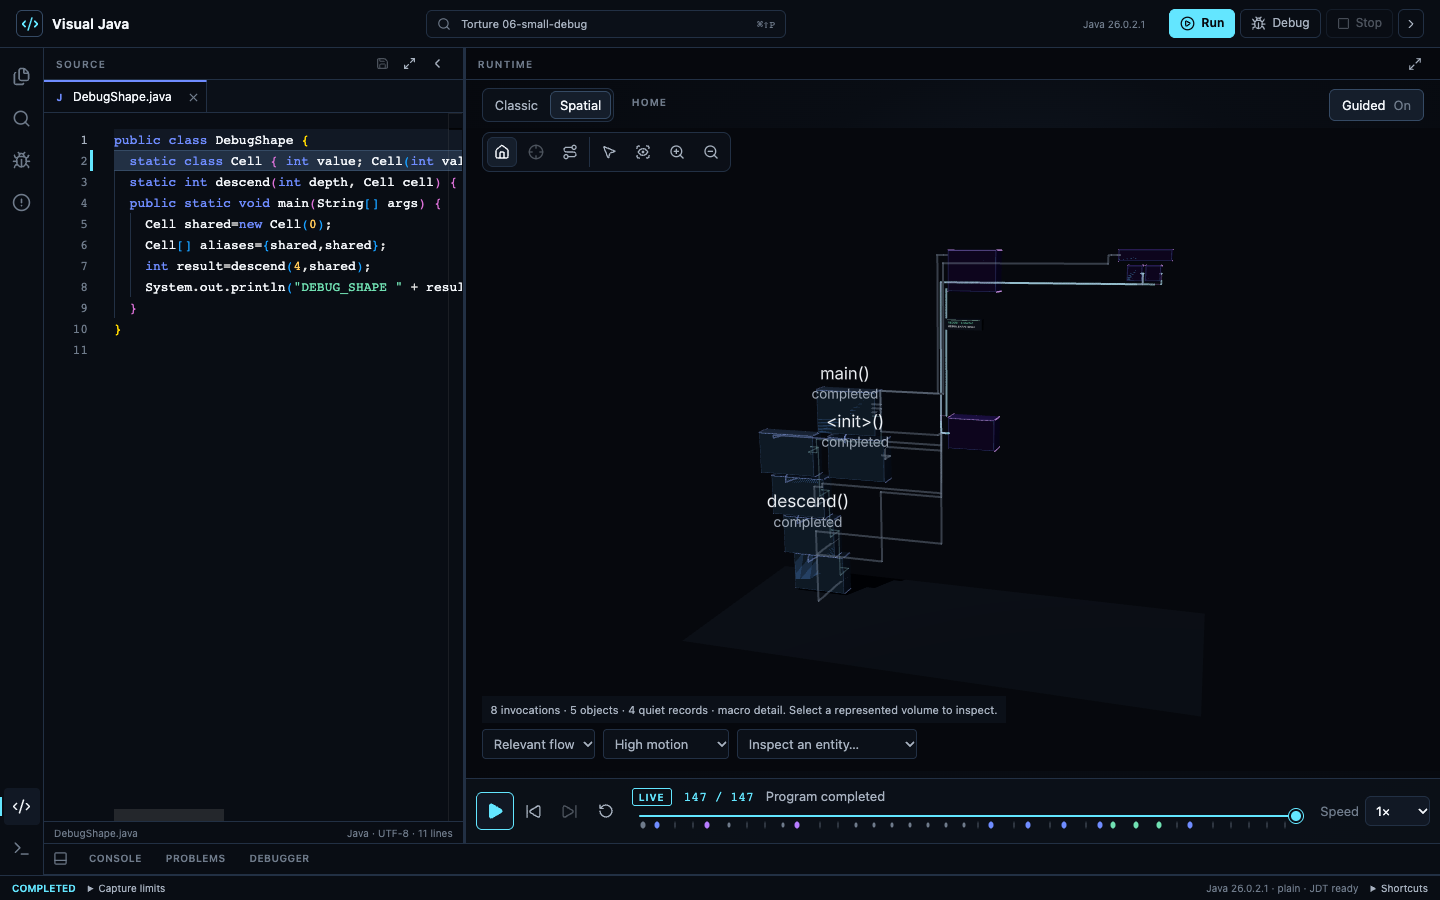 Visual Java
Torture 06-small-debug
Java 26.0.2.1
Run
Debug
Stop
SOURCE
RUNTIME
J DebugShape.java
Classic
Spatial
HOME
Guided On
1 public class DebugShape {
2 static class Cell { int value; Cell(int val
3 static int descend(int depth, Cell cell) {
4 public static void main(String[] args) {
5 Cell shared=new Cell(0);
6 Cell[] aliases={shared,shared};
7 int result=descend(4,shared);
8 System.out.println("DEBUG_SHAPE " + resul
9 }
10 }
11
main()
completed
<init>()
completed
descend()
completed
8 invocations · 5 objects · 4 quiet records · macro detail. Select a represented volume to inspect.
Relevant flow
High motion
Inspect an entity...
LIVE 147 / 147 Program completed
Speed 1×
DebugShape.java
Java · UTF-8 · 11 lines
CONSOLE
PROBLEMS
DEBUGGER
COMPLETED
Capture limits
Java 26.0.2.1 · plain · JDT ready
Shortcuts